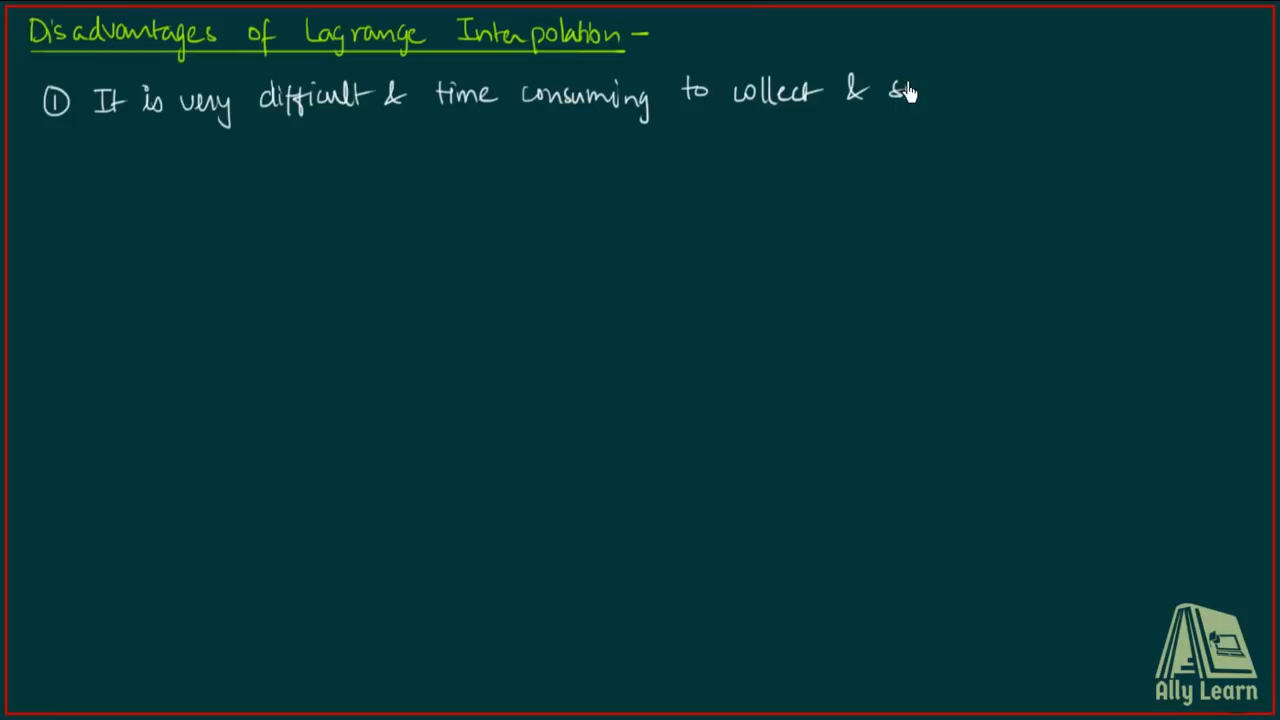 Disadvantages of Lagrange Interpolation -
① It is very difficult & time consuming to collect &
Ally Learn